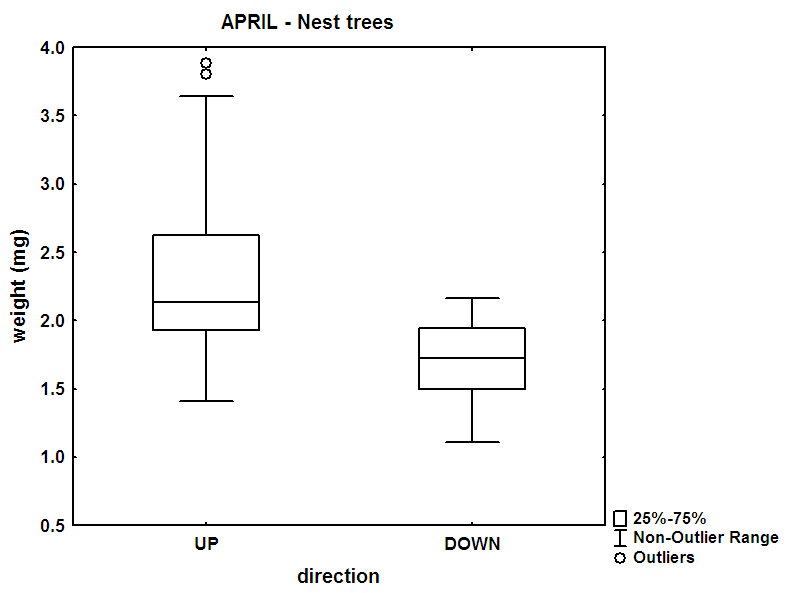 APRIL - Nest trees
weight (mg)
4.0
3.5
3.0
2.5
2.0
1.5
1.0
0.5
UP
DOWN
direction
25%-75%
Non-Outlier Range
Outliers